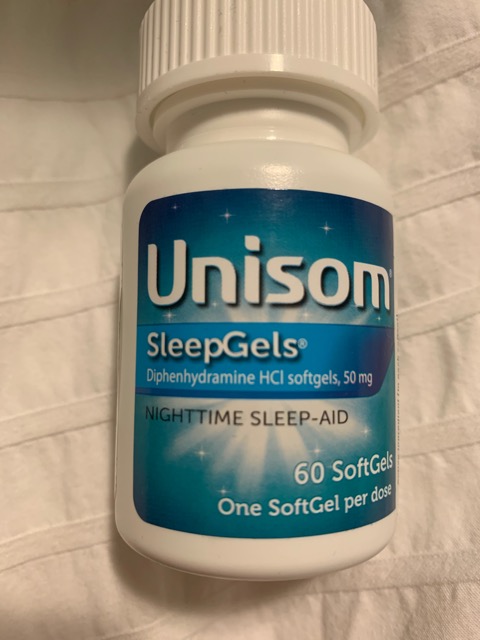 Unisom®
SleepGels®
Diphenhydramine HCl softgels, 50 mg
NIGHTTIME SLEEP-AID
60 SoftGels
One SoftGel per dose